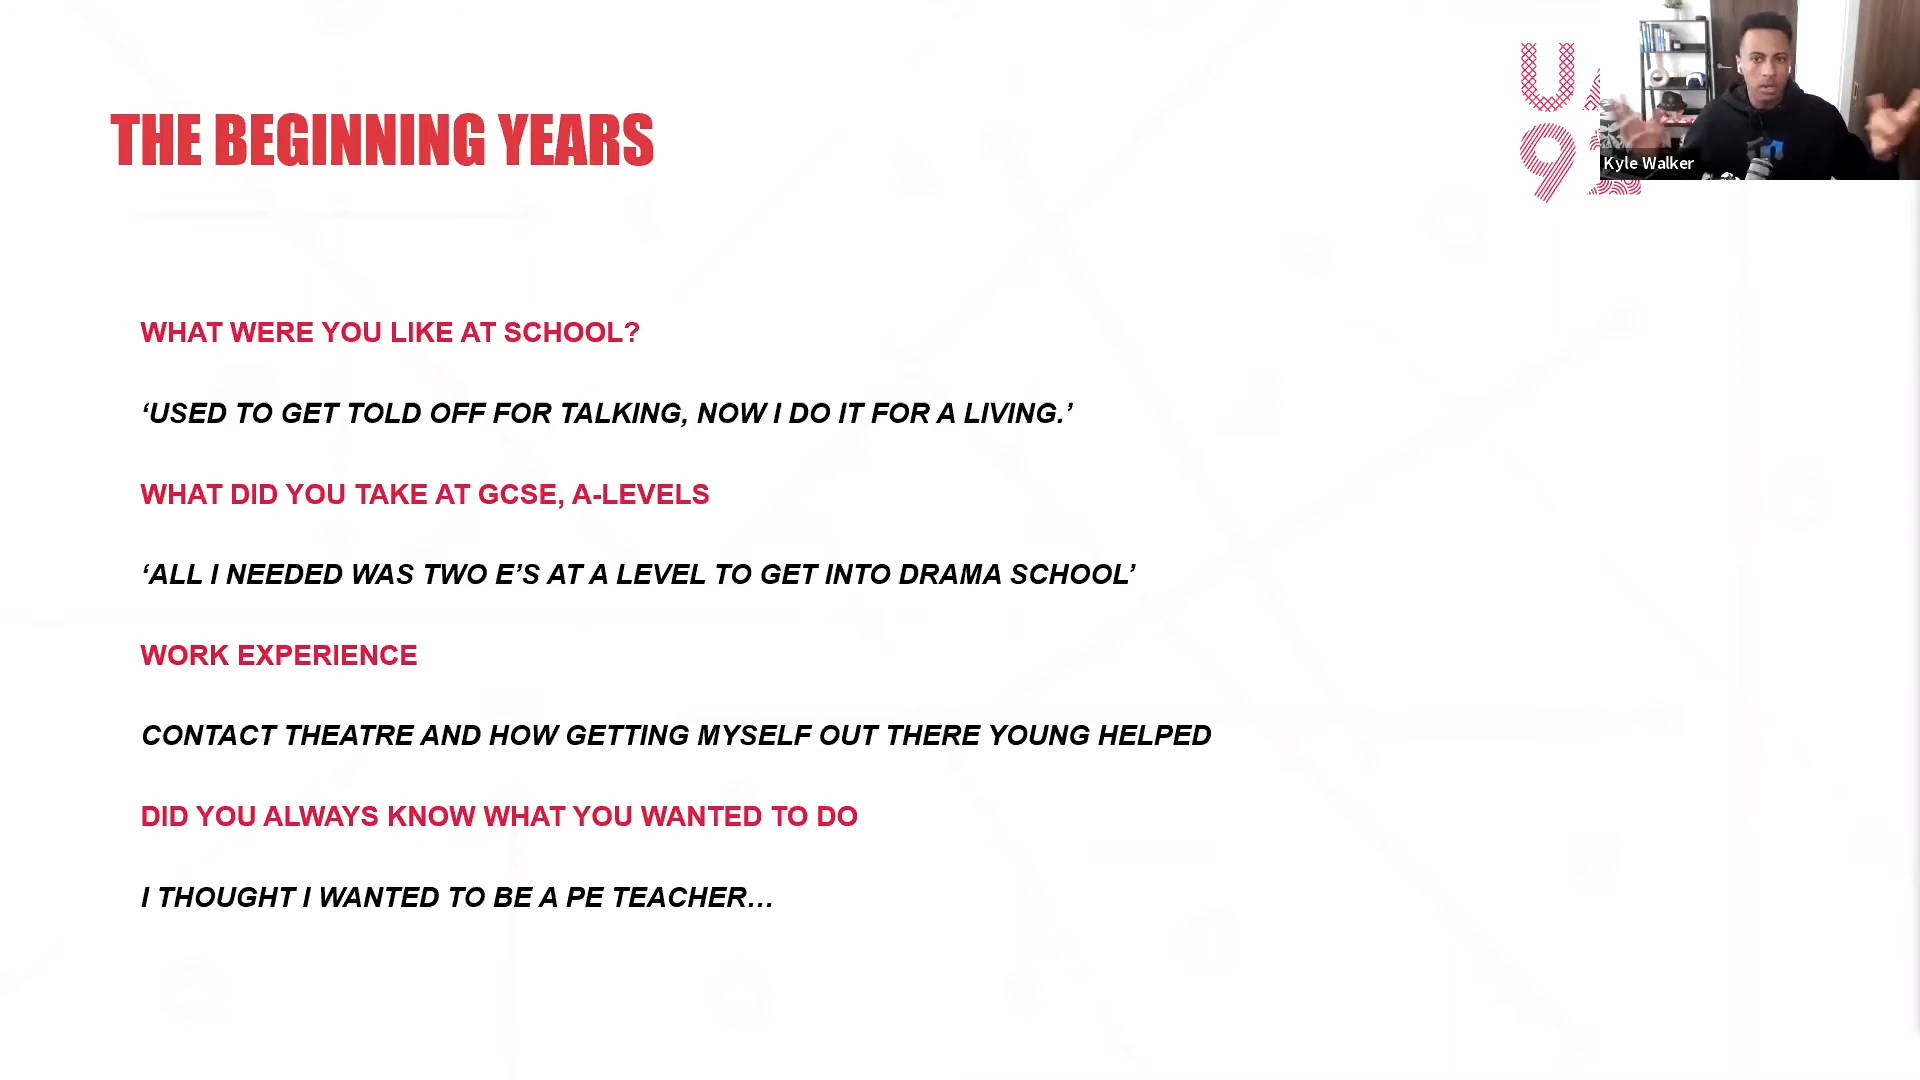 THE BEGINNING YEARS
U
92
Kyle Walker
WHAT WERE YOU LIKE AT SCHOOL?
‘USED TO GET TOLD OFF FOR TALKING, NOW I DO IT FOR A LIVING.’
WHAT DID YOU TAKE AT GCSE, A-LEVELS
‘ALL I NEEDED WAS TWO E’S AT A LEVEL TO GET INTO DRAMA SCHOOL’
WORK EXPERIENCE
CONTACT THEATRE AND HOW GETTING MYSELF OUT THERE YOUNG HELPED
DID YOU ALWAYS KNOW WHAT YOU WANTED TO DO
I THOUGHT I WANTED TO BE A PE TEACHER…